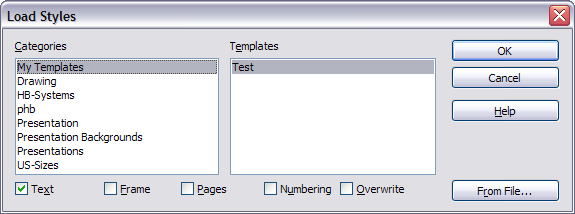 Load Styles
Categories
My Templates
Drawing
HB-Systems
phb
Presentation
Presentation Backgrounds
Presentations
US-Sizes
Templates
Test
OK
Cancel
Help
Text Frame Pages Numbering Overwrite
From File...